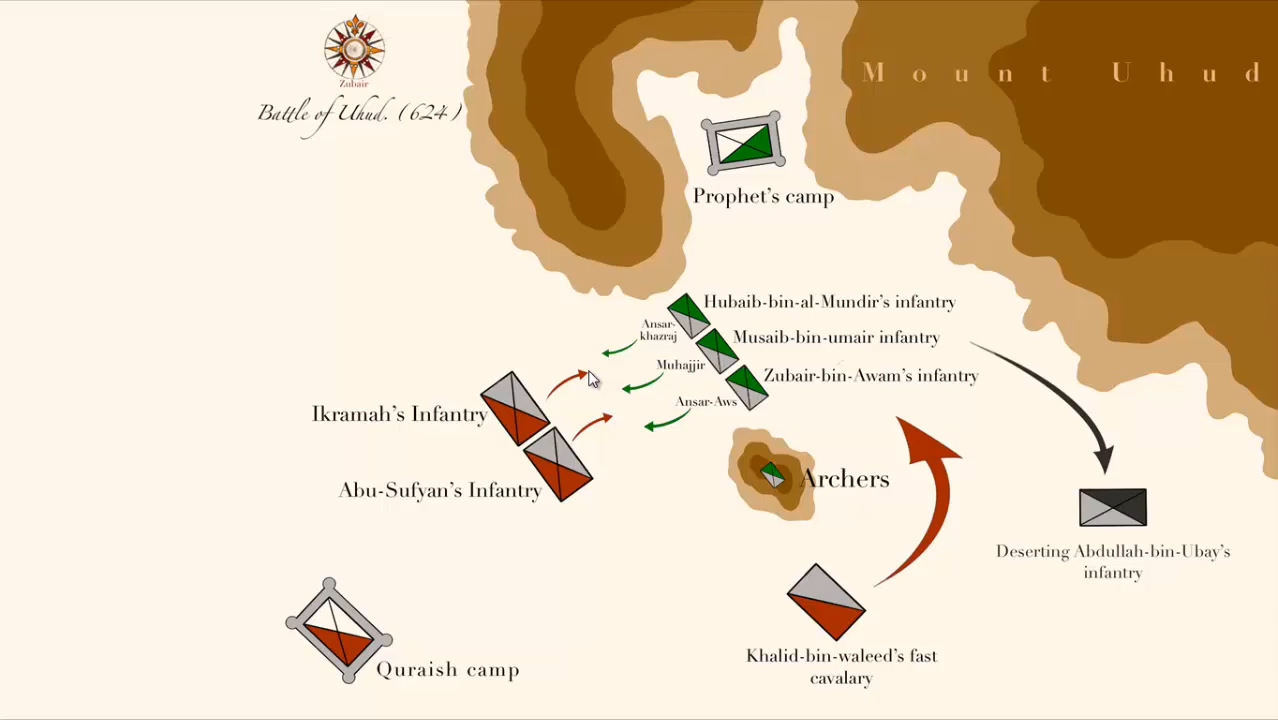 Zubair
Battle of Uhud. (624)
Mount Uhud
Prophet's camp
Hubaib-bin-al-Mundir's infantry
Ansar-
khazraj
Musaib-bin-umair infantry
Muhajjir
Zubair-bin-Awam's infantry
Ansar-Aws
Ikramah's Infantry
Abu-Sufyan's Infantry
Archers
Deserting Abdullah-bin-Ubay's
infantry
Khalid-bin-waleed's fast
cavalary
Quraish camp